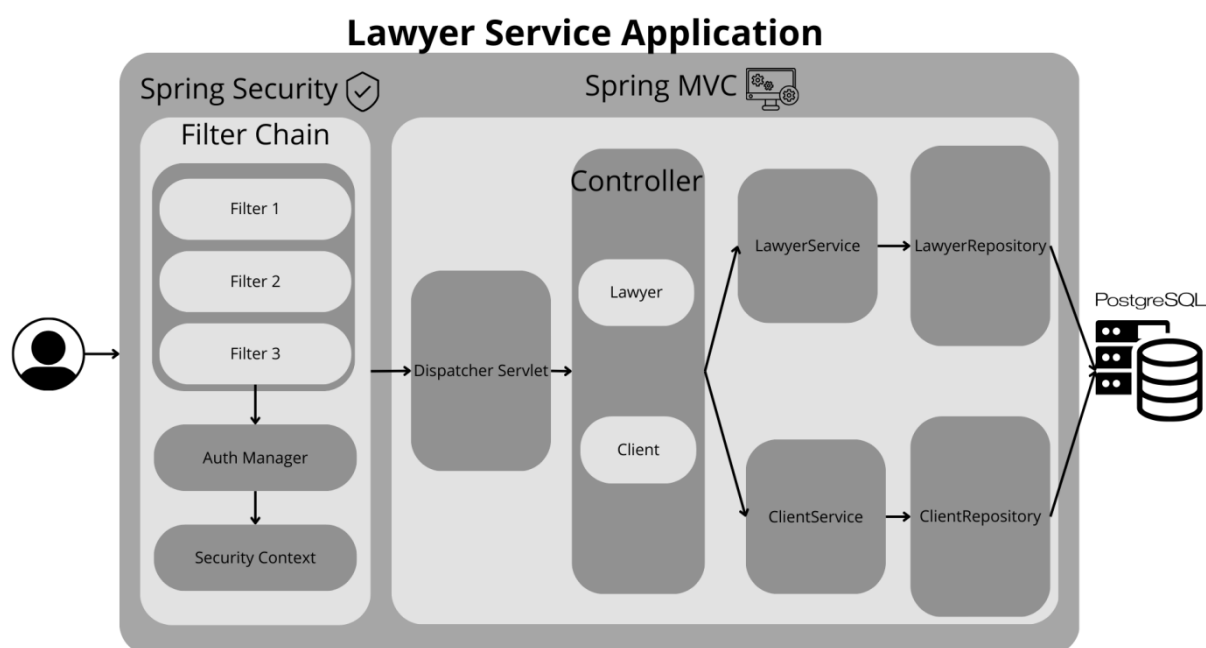 Lawyer Service Application
Spring Security
Spring MVC
Filter Chain
Filter 1
Filter 2
Filter 3
Auth Manager
Security Context
Dispatcher Servlet
Controller
Lawyer
Client
LawyerService
LawyerRepository
ClientService
ClientRepository
PostgreSQL